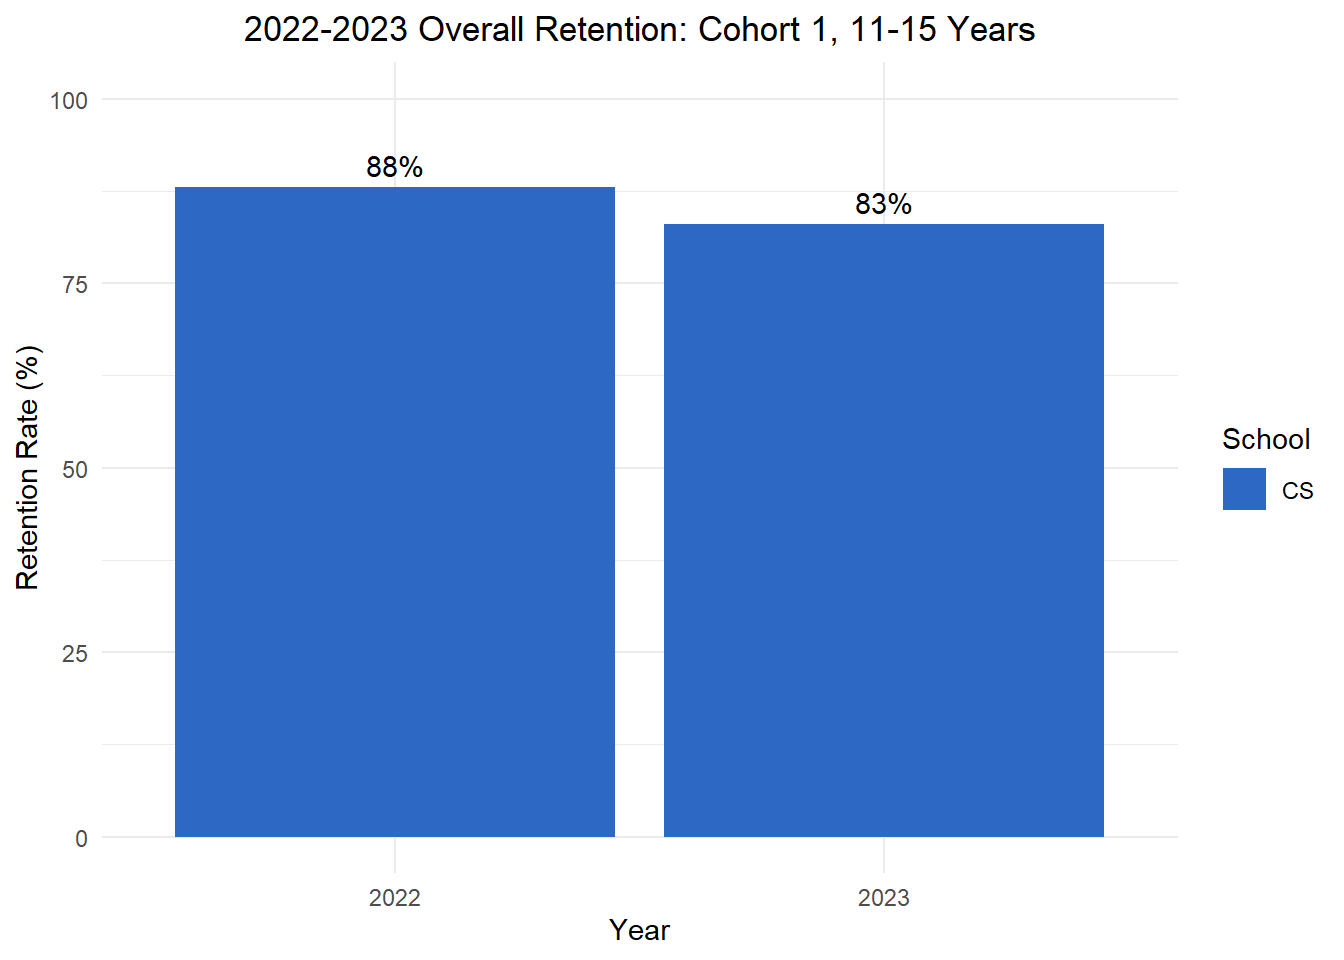 2022-2023 Overall Retention: Cohort 1, 11-15 Years
100
88%
83%
75
50
25
0
Retention Rate (%)
2022
2023
Year
School
CS